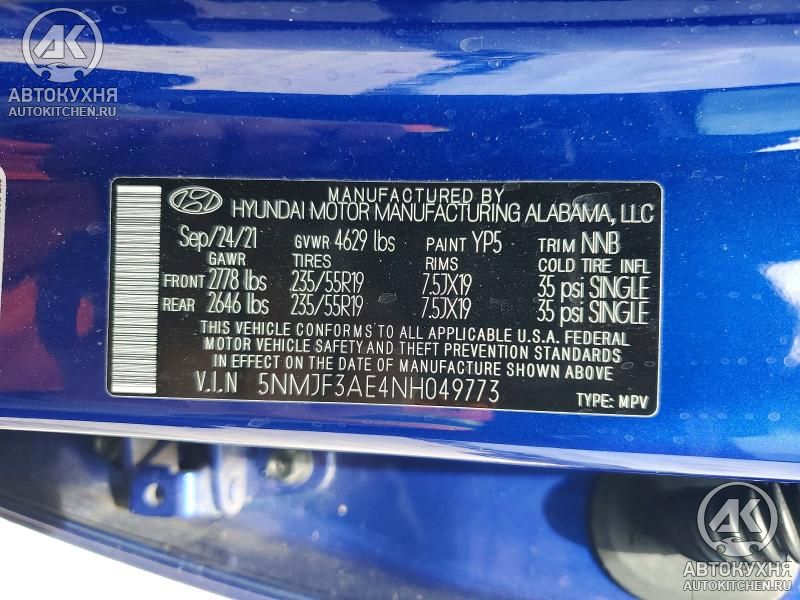 AK
АВТОКУХНЯ
AUTOKITCHEN.RU
MANUFACTURED BY
HYUNDAI MOTOR MANUFACTURING ALABAMA, LLC
Sep/24/21 GVWR 4629 lbs PAINT YP5 TRIM NNB
GAWR TIRES RIMS COLD TIRE INFL
FRONT 2778 lbs 235/55R19 7.5JX19 35 psi SINGLE
REAR 2646 lbs 235/55R19 7.5JX19 35 psi SINGLE
THIS VEHICLE CONFORMS TO ALL APPLICABLE U.S.A. FEDERAL
MOTOR VEHICLE SAFETY AND THEFT PREVENTION STANDARDS
IN EFFECT ON THE DATE OF MANUFACTURE SHOWN ABOVE
V.I.N 5NMJF3AE4NH049773
TYPE: MPV
AK
АВТОКУХНЯ
AUTOKITCHEN.RU